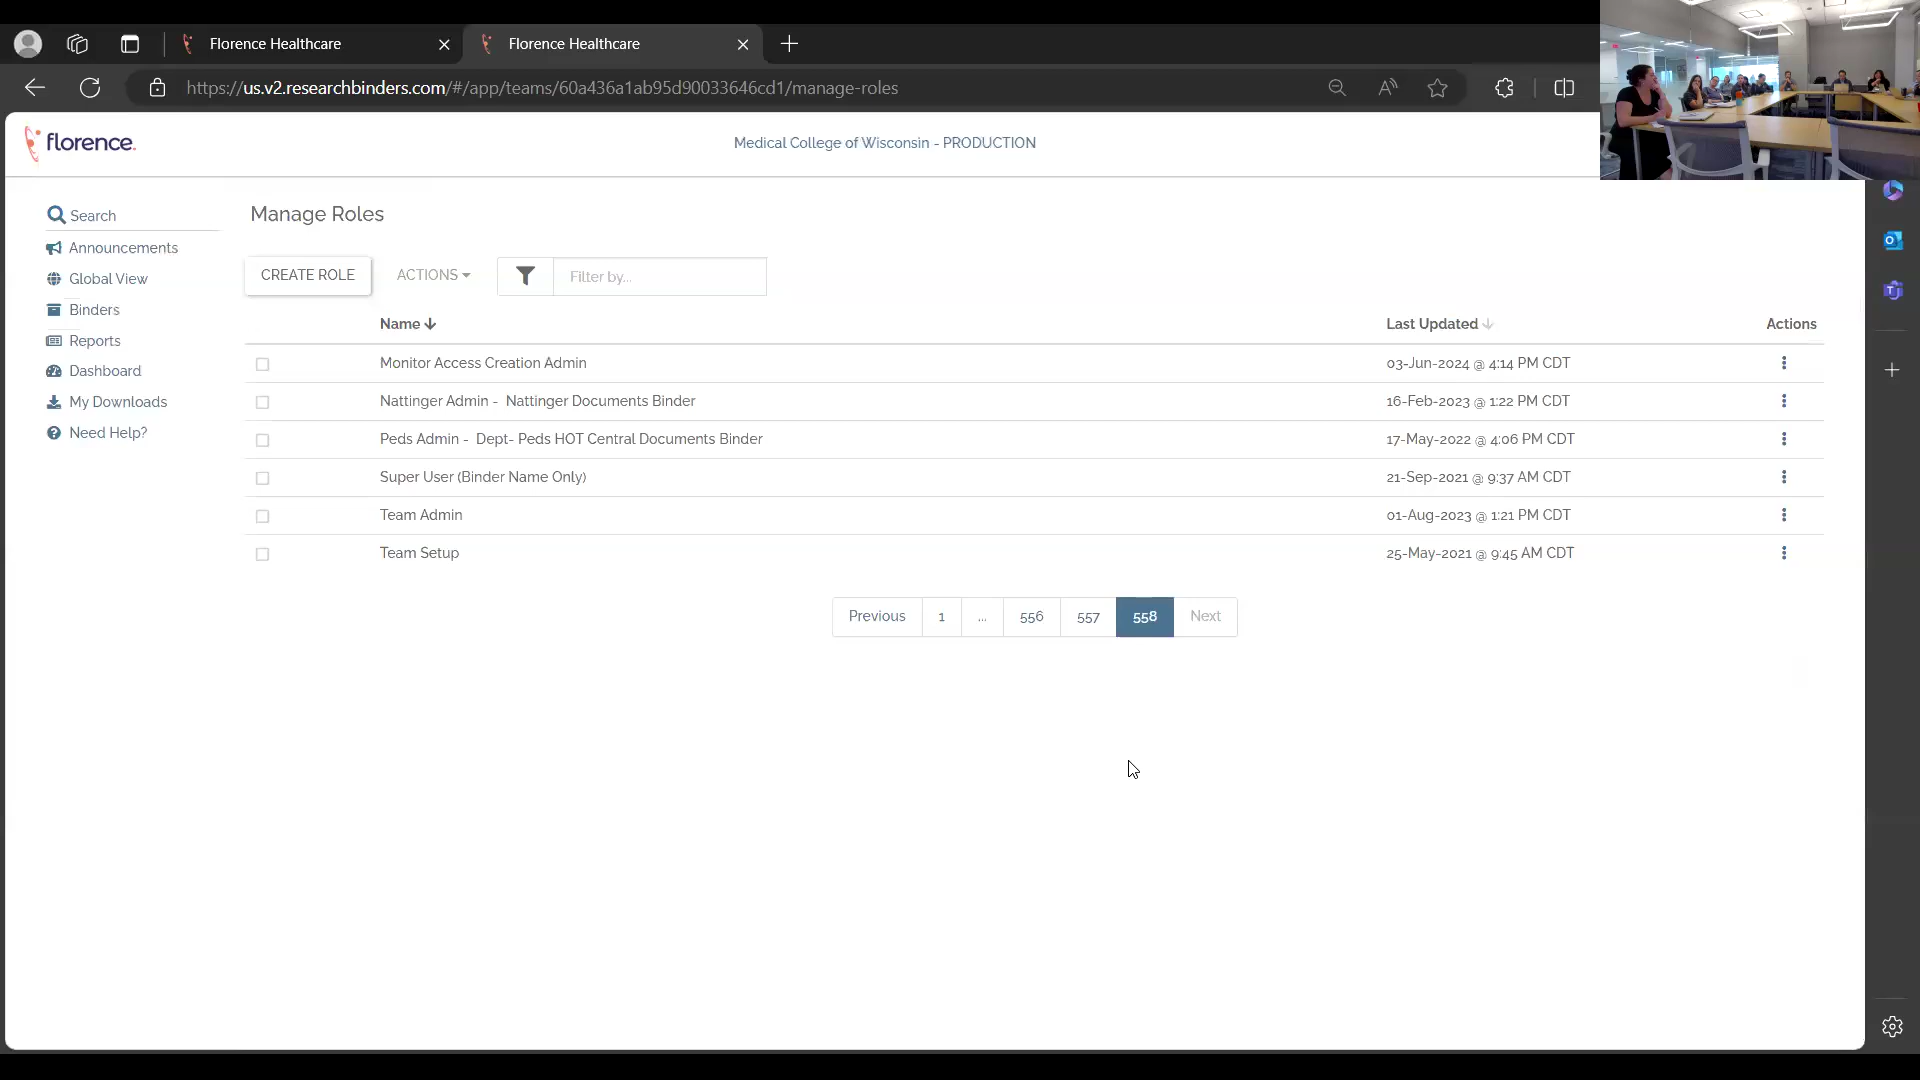 Florence Healthcare
Florence Healthcare
https://us.v2.researchbinders.com/#/app/teams/60a436a1ab95d90033646cd1/manage-roles
florence.
Medical College of Wisconsin - PRODUCTION
Search
Announcements
Global View
Binders
Reports
Dashboard
My Downloads
Need Help?
Manage Roles
CREATE ROLE
ACTIONS
Filter by...
Name
Last Updated
Actions
Monitor Access Creation Admin
03-Jun-2024 @ 4:14 PM CDT
Nattinger Admin - Nattinger Documents Binder
16-Feb-2023 @ 1:22 PM CDT
Peds Admin - Dept- Peds HOT Central Documents Binder
17-May-2022 @ 4:06 PM CDT
Super User (Binder Name Only)
21-Sep-2021 @ 9:37 AM CDT
Team Admin
01-Aug-2023 @ 1:21 PM CDT
Team Setup
25-May-2021 @ 9:45 AM CDT
Previous
1
...
556
557
558
Next